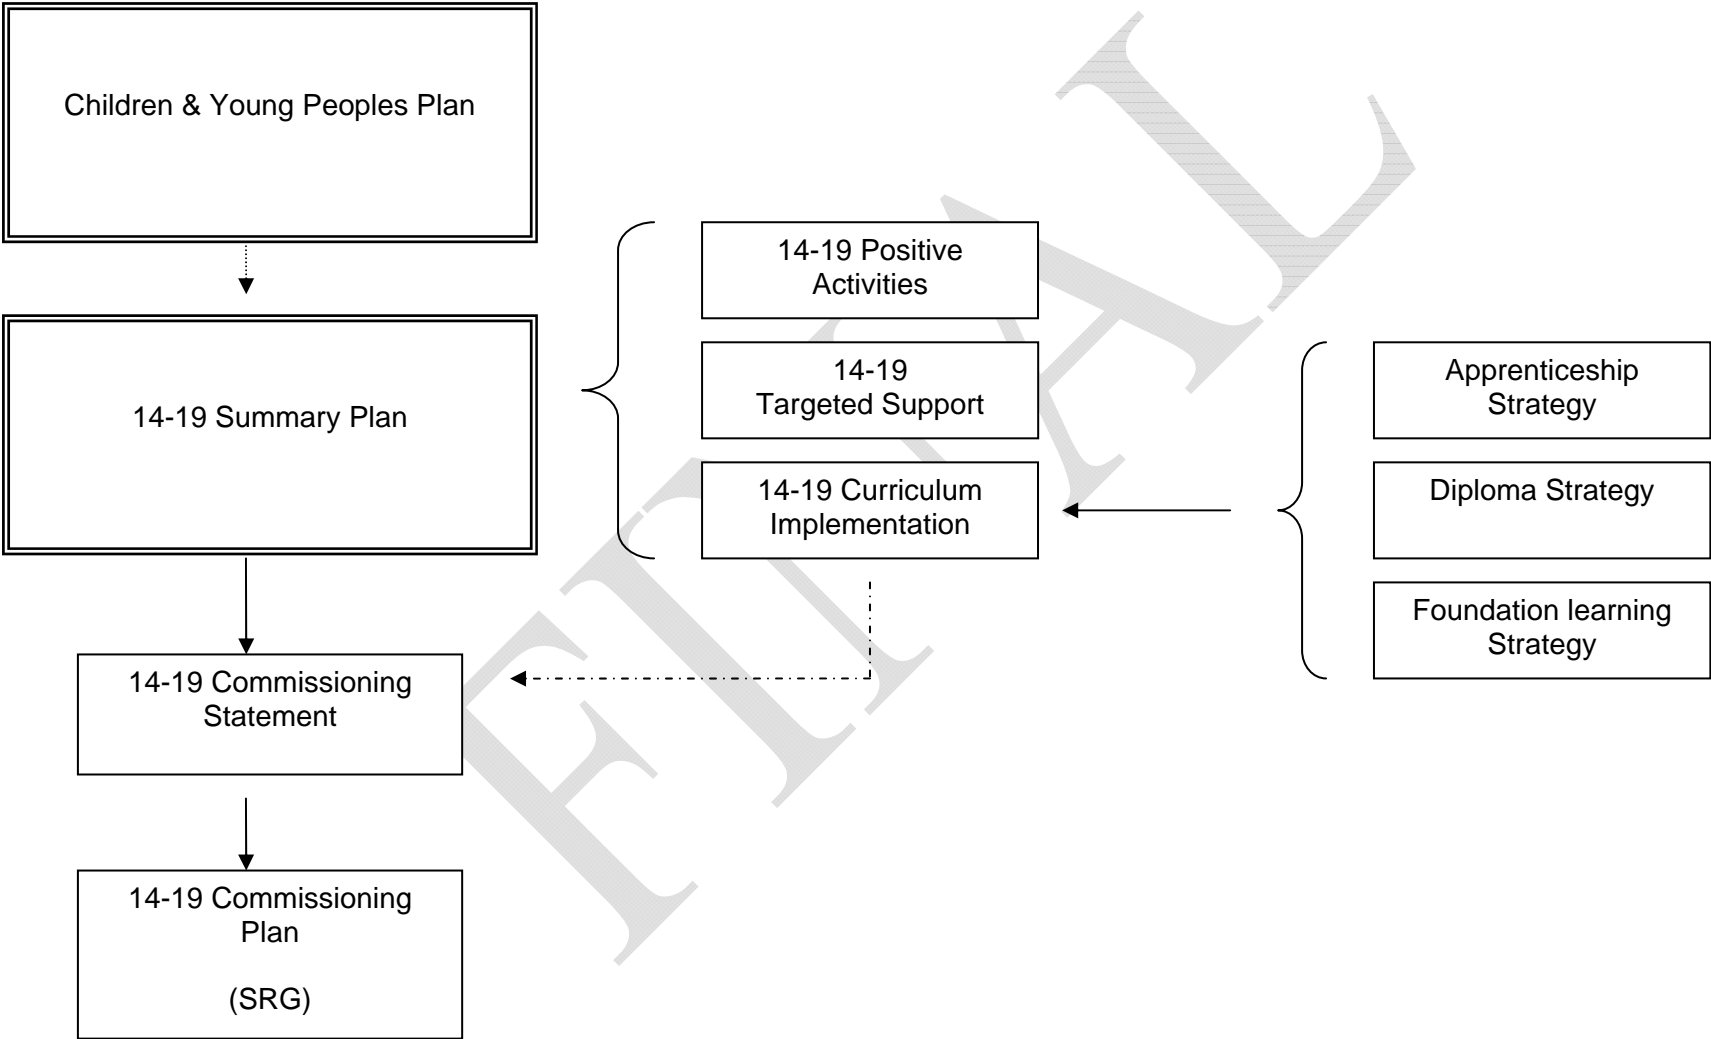 Children & Young Peoples Plan
14-19 Summary Plan
14-19 Commissioning
Statement
14-19 Commissioning
Plan
(SRG)
14-19 Positive
Activities
14-19
Targeted Support
14-19 Curriculum
Implementation
Apprenticeship
Strategy
Diploma Strategy
Foundation learning
Strategy
FINAL